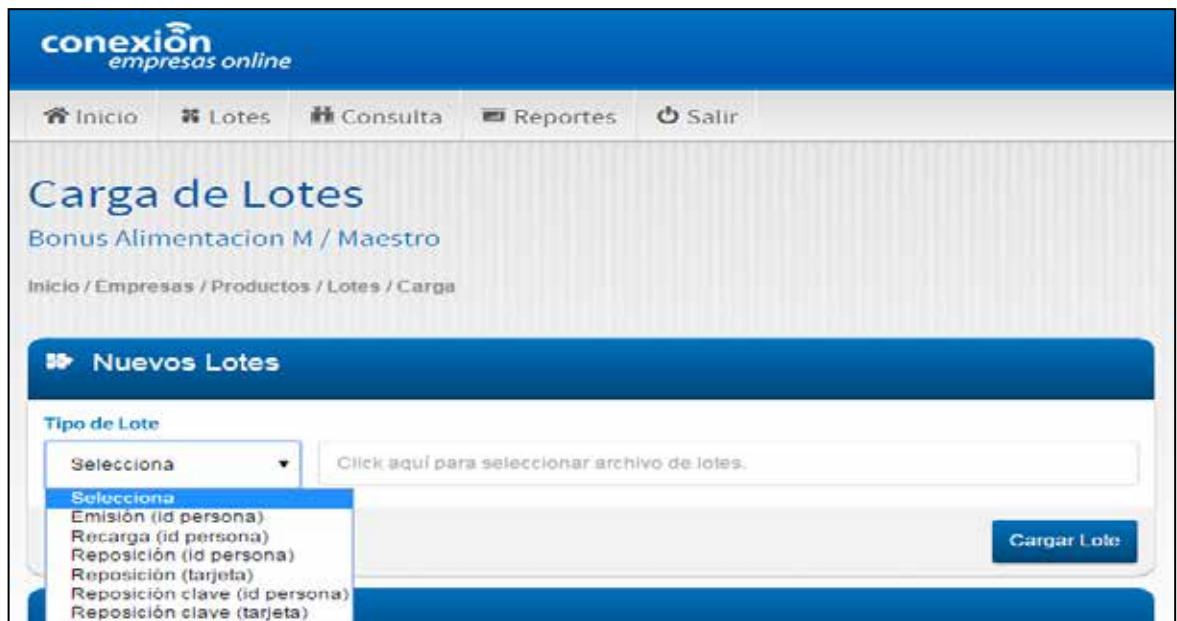 conexión
empresas online
Inicio Lotes Consulta Reportes Salir
Carga de Lotes
Bonus Alimentacion M / Maestro
Inicio / Empresas / Productos / Lotes / Carga
Nuevos Lotes
Tipo de Lote
Selecciona Click aquí para seleccionar archivo de lotes.
Selecciona
Emisión (id persona)
Recarga (id persona)
Reposición (id persona)
Reposición (tarjeta)
Reposición clave (id persona)
Reposición clave (tarjeta)
Cargar Lote